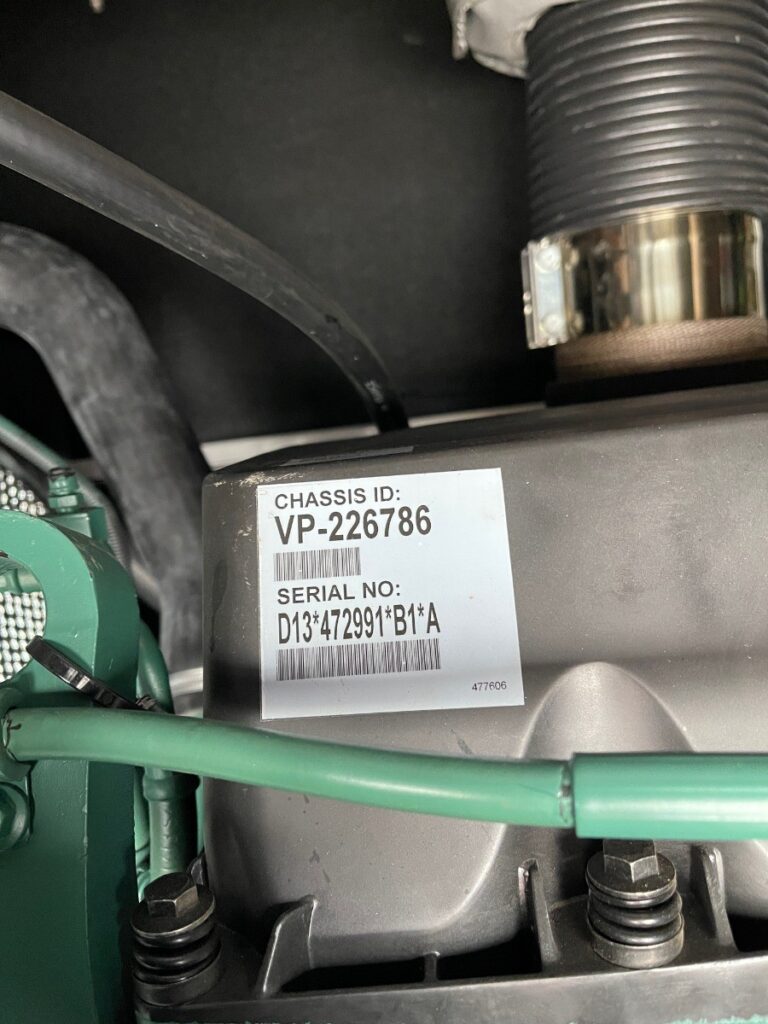 CHASSIS ID:
VP-226786
SERIAL NO:
D13*472991*B1*A
477606